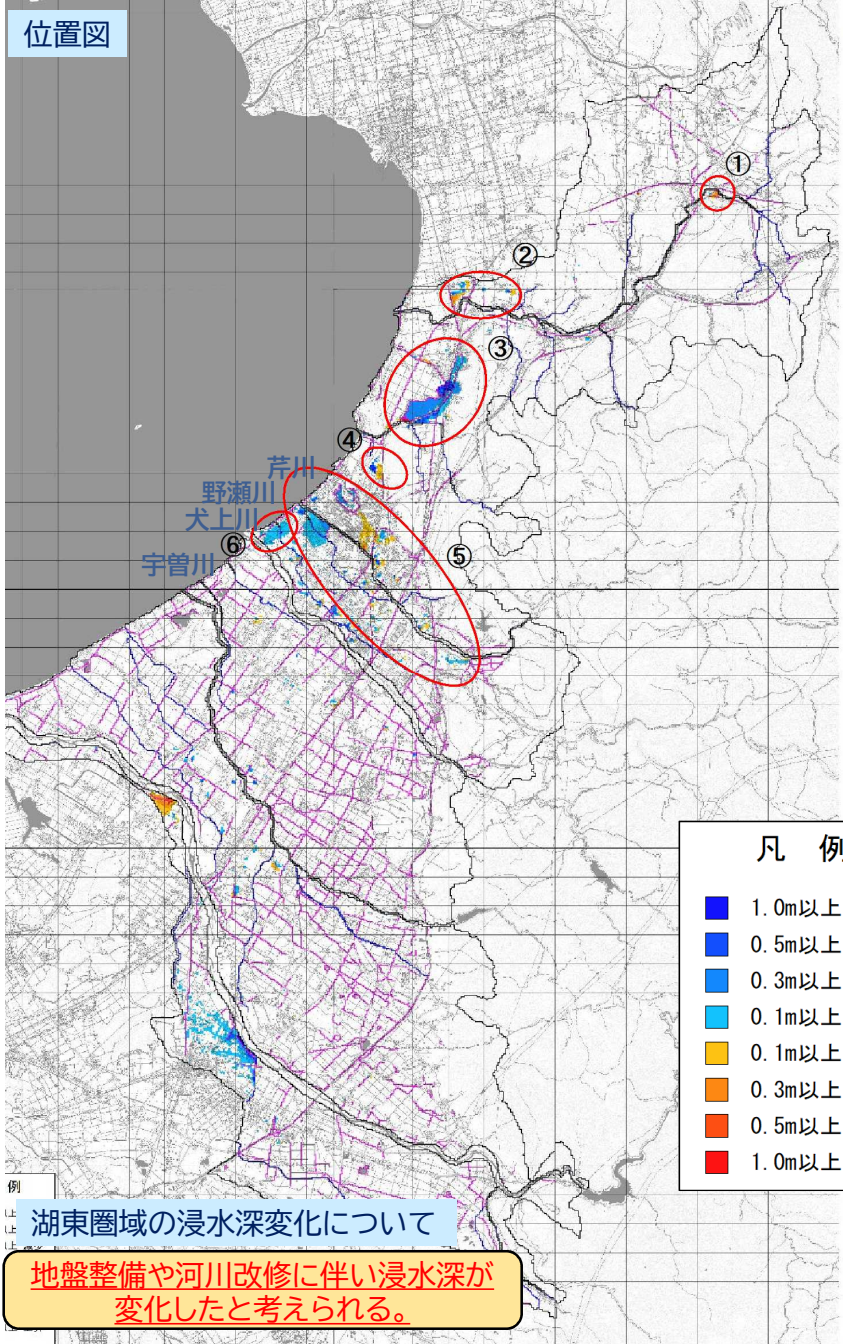 位置図
①
②
③
④
芹川
野瀬川
犬上川
⑥
⑤
宇曽川
凡 例
1.0m以上
0.5m以上
0.3m以上
0.1m以上
0.1m以上
0.3m以上
0.5m以上
1.0m以上
例
湖東圏域の浸水深変化について
地盤整備や河川改修に伴い浸水深が
変化したと考えられる。